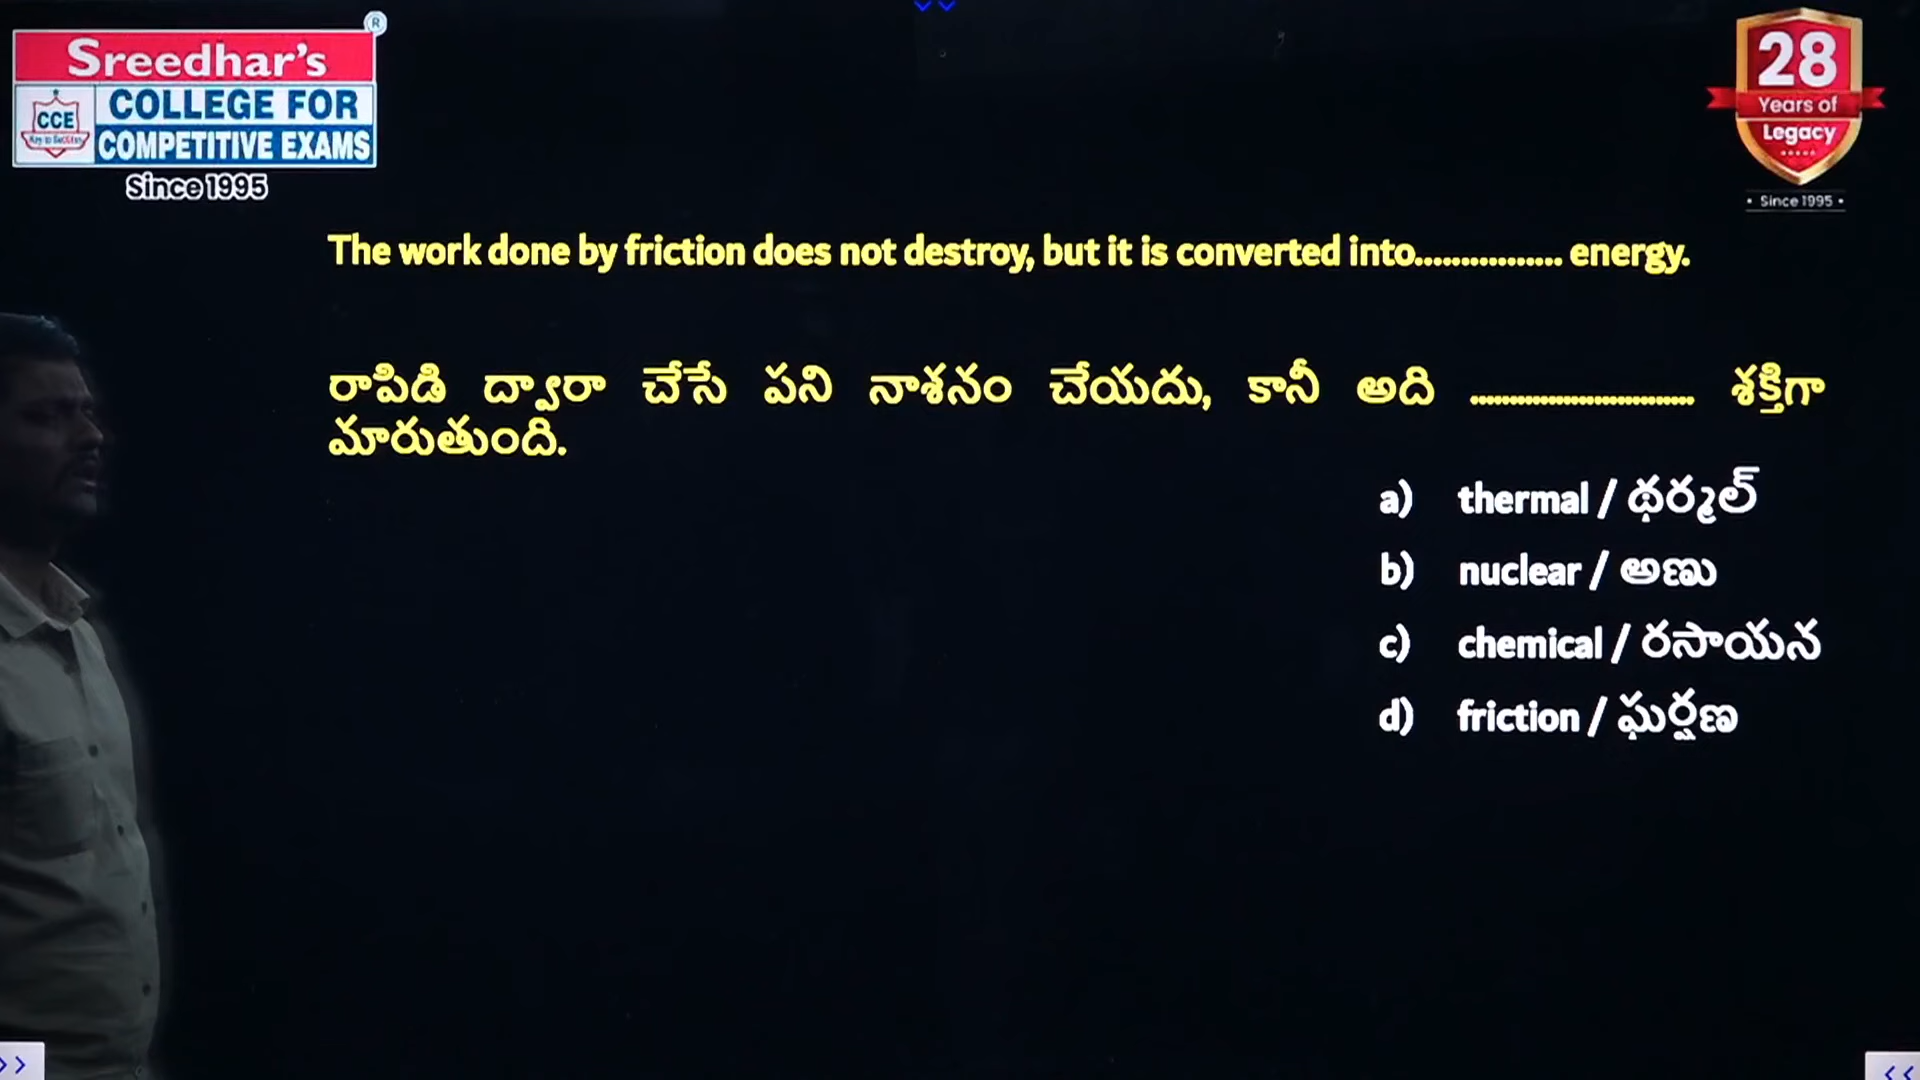 Sreedhar's
®
CCE
COLLEGE FOR
COMPETITIVE EXAMS
Since 1995
28
Years of
Legacy
• Since 1995 •
The work done by friction does not destroy, but it is converted into................ energy.
రాపిడి ద్వారా చేసే పని నాశనం చేయదు, కానీ అది ............................ శక్తిగా
మారుతుంది.
a) thermal / థర్మల్
b) nuclear / అణు
c) chemical / రసాయన
d) friction / ఘర్షణ